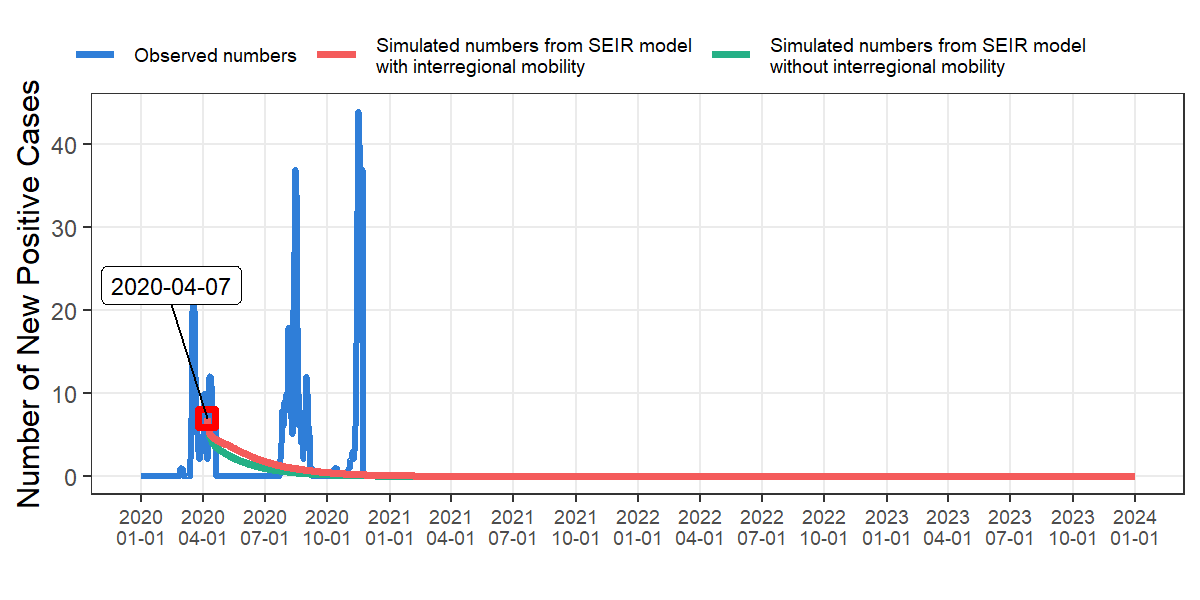 Observed numbers
Simulated numbers from SEIR model
with interregional mobility
Simulated numbers from SEIR model
without interregional mobility
Number of New Positive Cases
40
30
20
10
0
2020-04-07
2020 2020 2020 2020 2021 2021 2021 2021 2022 2022 2022 2022 2023 2023 2023 2023 2024
01-01 04-01 07-01 10-01 01-01 04-01 07-01 10-01 01-01 04-01 07-01 10-01 01-01 04-01 07-01 10-01 01-01